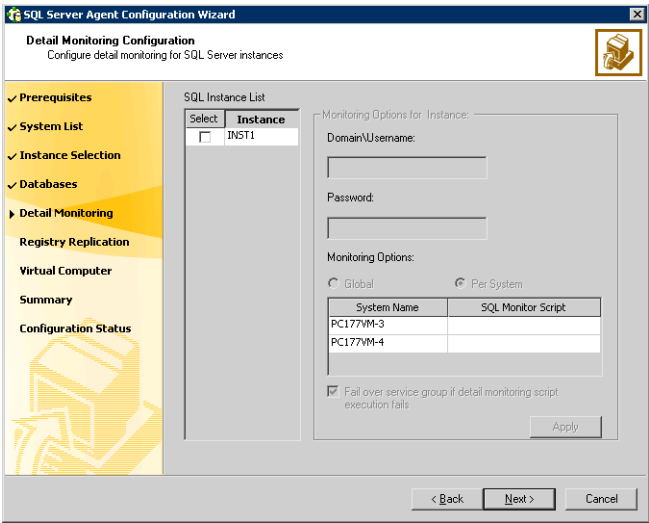 SQL Server Agent Configuration Wizard
Detail Monitoring Configuration
Configure detail monitoring for SQL Server instances
Prerequisites
System List
Instance Selection
Databases
Detail Monitoring
Registry Replication
Virtual Computer
Summary
Configuration Status
SQL Instance List
Select Instance
INST1
Monitoring Options for Instance:
Domain\Username:
Password:
Monitoring Options:
Global Per System
System Name SQL Monitor Script
PC177VM-3
PC177VM-4
Fail over service group if detail monitoring script
execution fails
Apply
< Back Next > Cancel